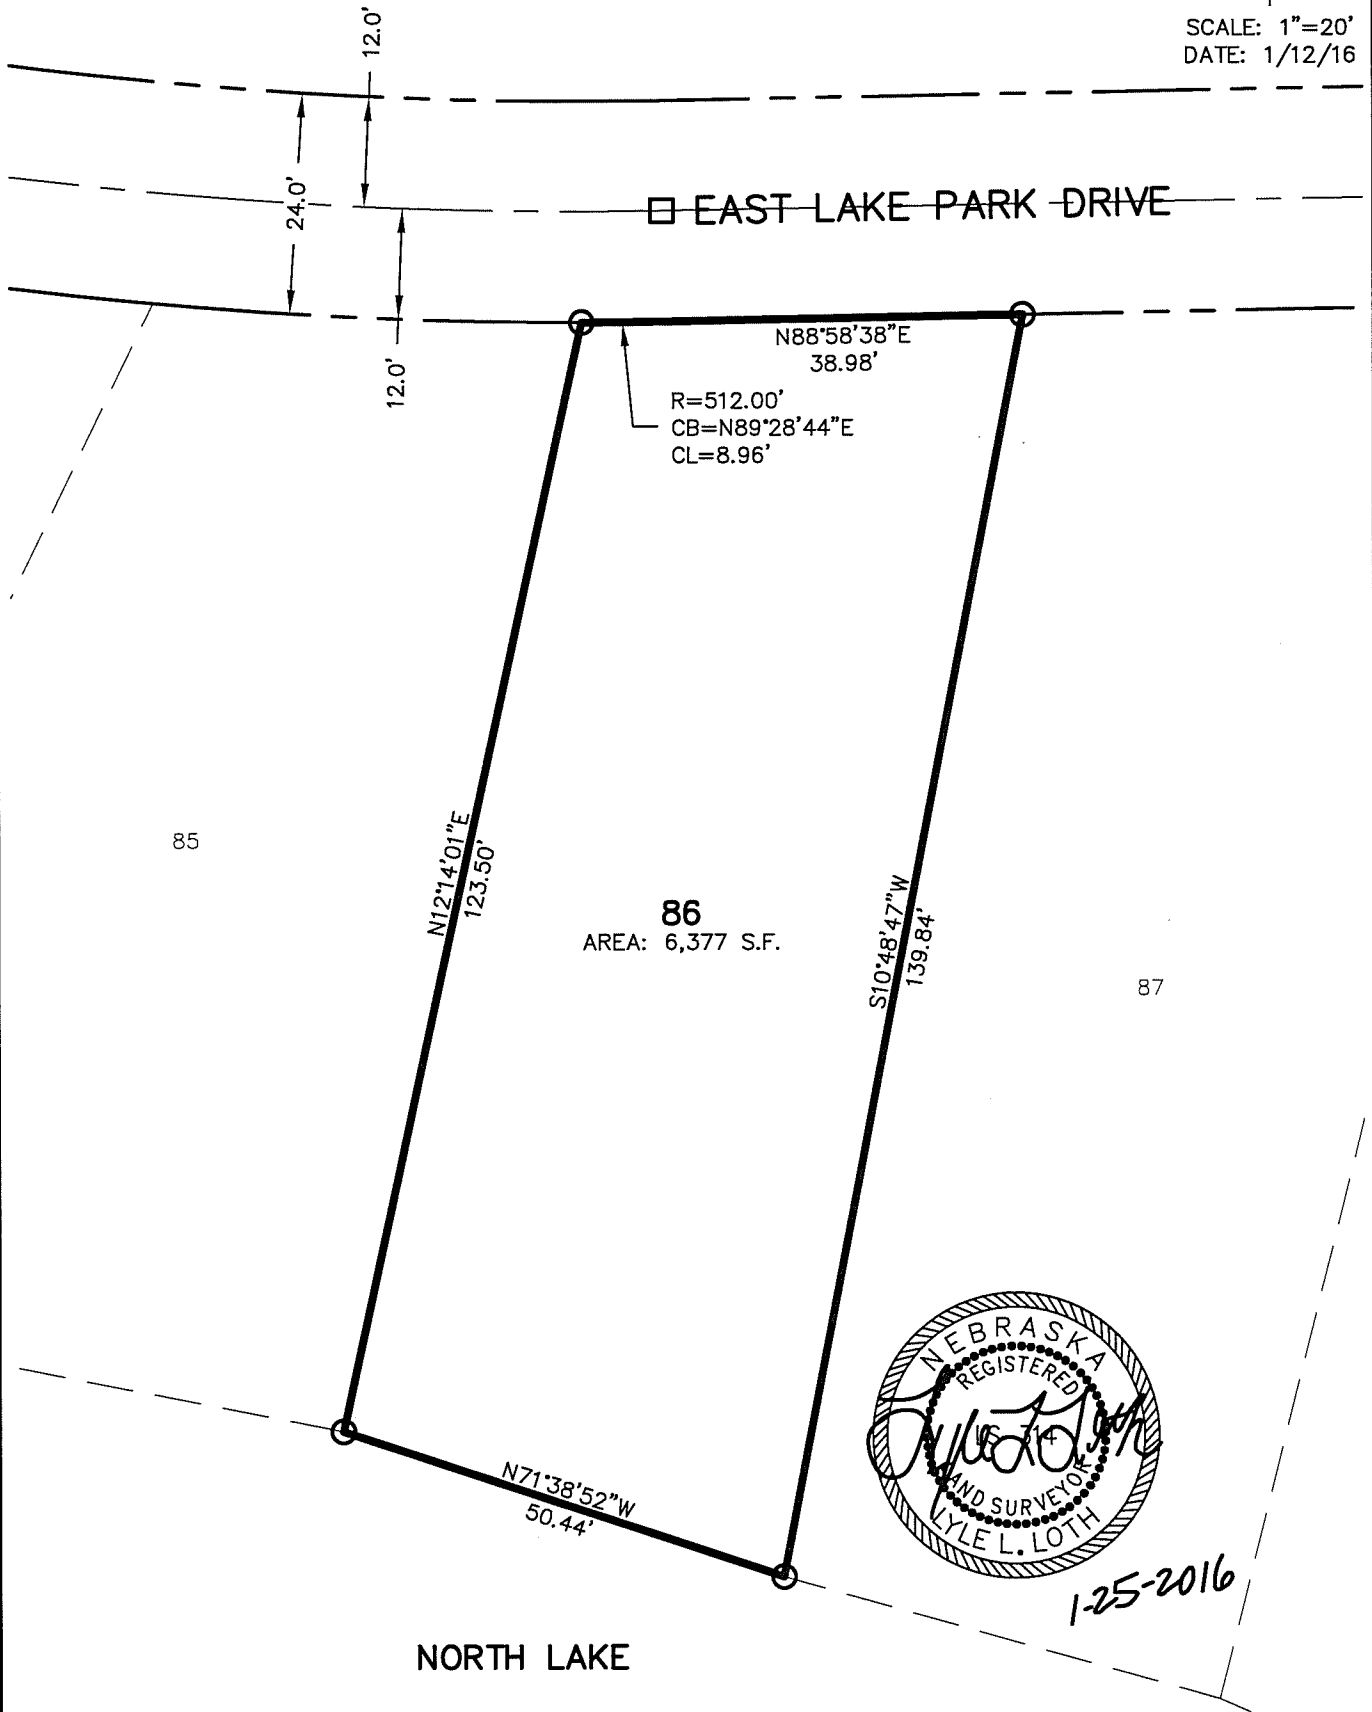 12.0'
SCALE: 1"=20'
DATE: 1/12/16
24.0'
EAST LAKE PARK DRIVE
12.0'
N88°58'38"E
38.98'
R=512.00'
CB=N89°28'44"E
CL=8.96'
N12°14'01"E
123.50'
85
86
AREA: 6,377 S.F.
S10°48'47"W
139.84'
87
NEBRASKA
REGISTERED
LS 314
LAND SURVEYOR
LYLE L. LOTH
N71°38'52"W
50.44'
1-25-2016
NORTH LAKE